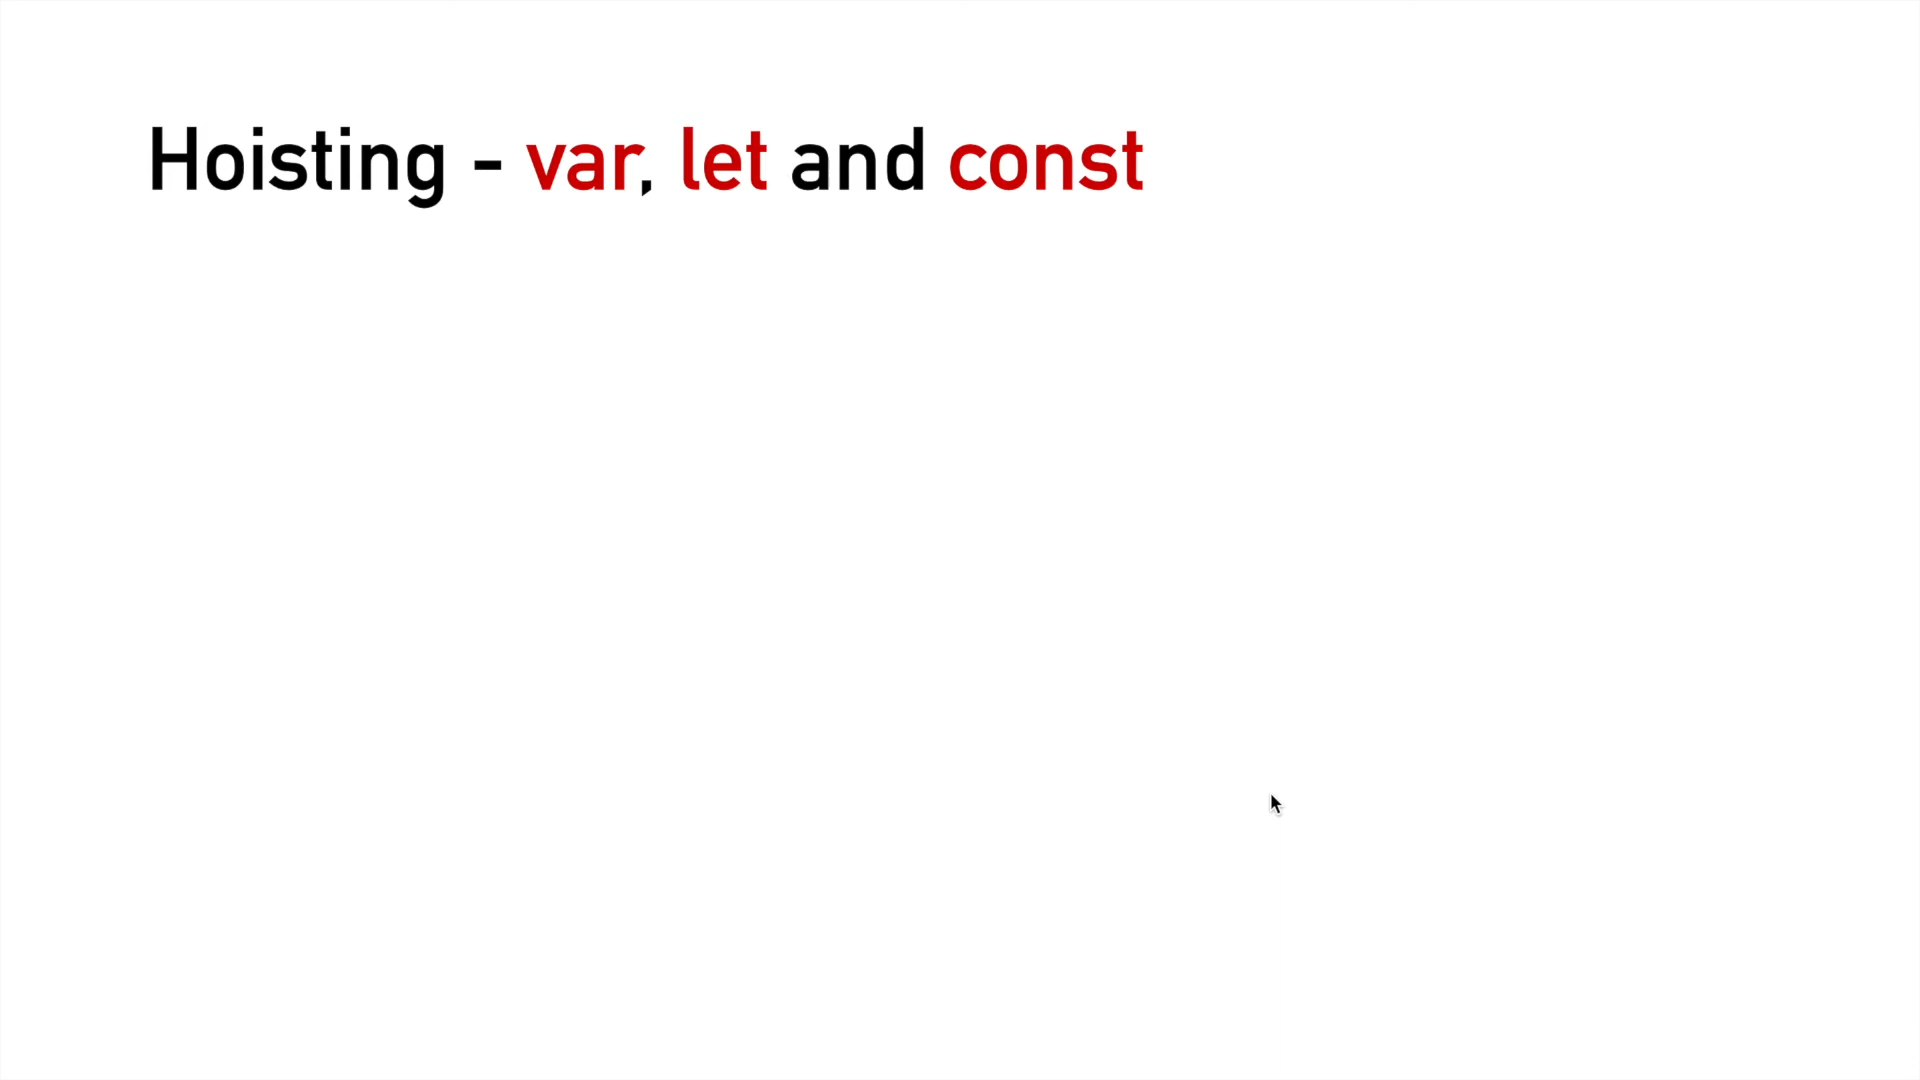 Hoisting - var, let and const